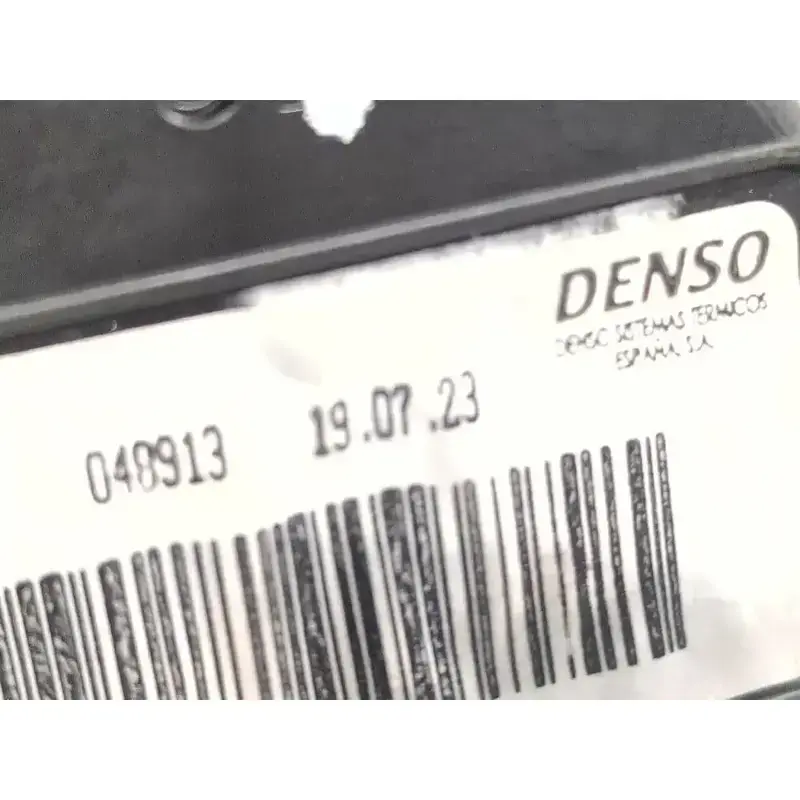 DENSO
DENSO SISTEMAS TERMICOS
ESPAÑA, S.A.
048913 19.07.23